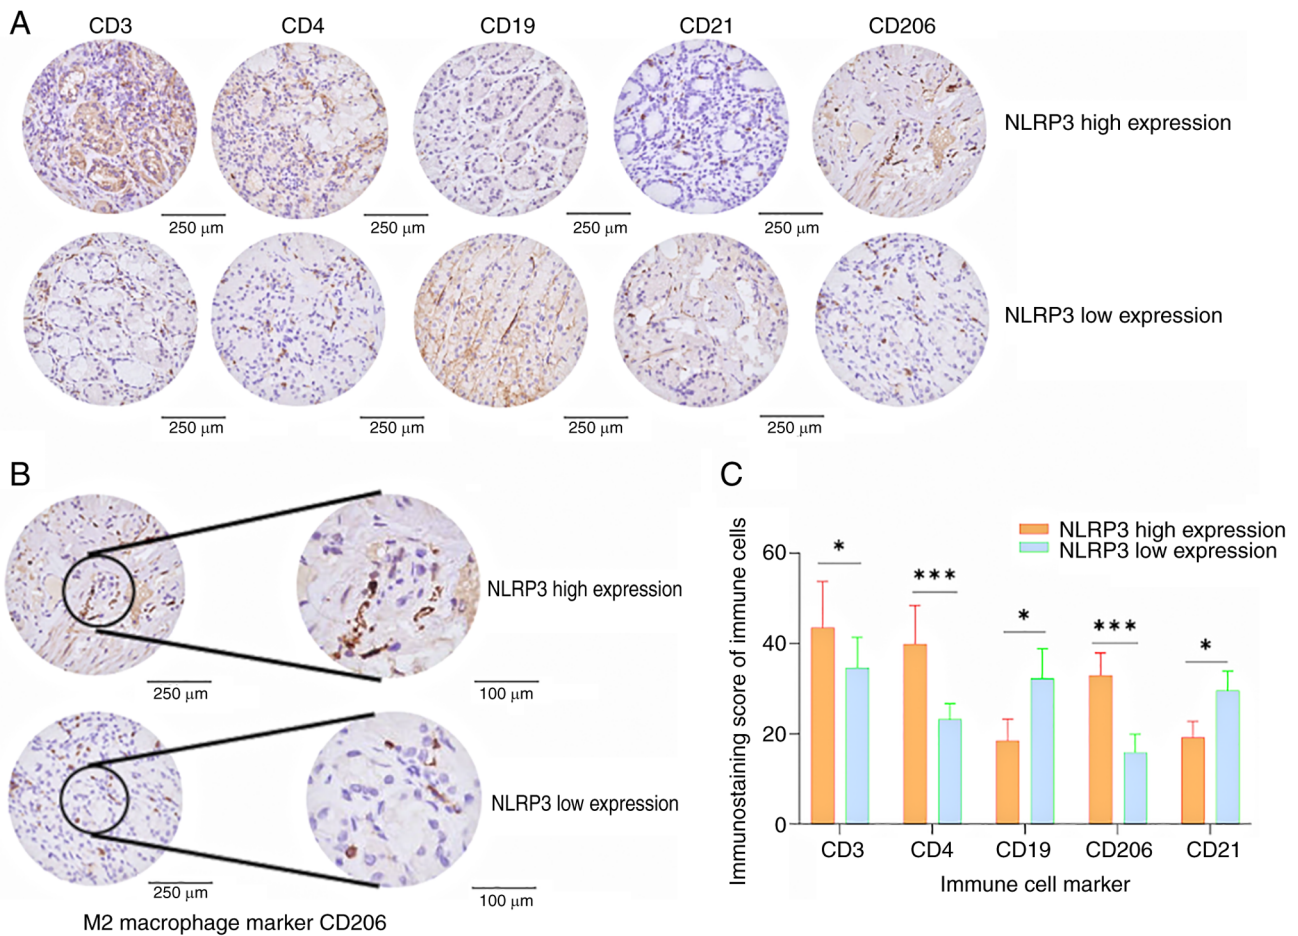 A
CD3 CD4 CD19 CD21 CD206
NLRP3 high expression
250 μm 250 μm 250 μm 250 μm
NLRP3 low expression
250 μm 250 μm 250 μm 250 μm
B
NLRP3 high expression
250 μm 100 μm
NLRP3 low expression
250 μm 100 μm
M2 macrophage marker CD206
C
NLRP3 high expression
NLRP3 low expression
Immunostaining score of immune cells
60
40
20
0
* *** * *** *
CD3 CD4 CD19 CD206 CD21
Immune cell marker